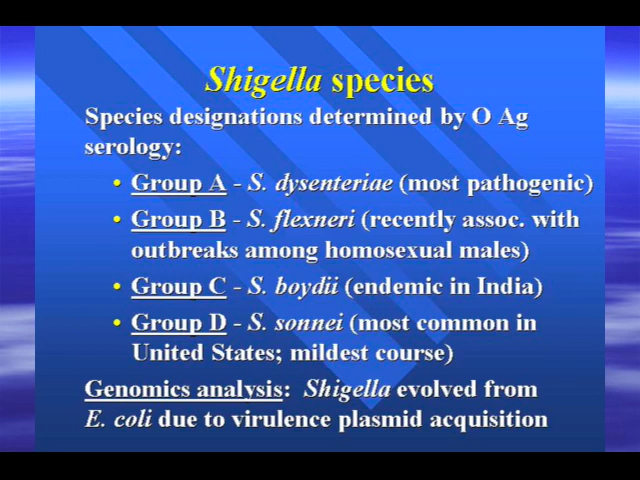 Shigella species
Species designations determined by O Ag
serology:
• Group A - S. dysenteriae (most pathogenic)
• Group B - S. flexneri (recently assoc. with
outbreaks among homosexual males)
• Group C - S. boydii (endemic in India)
• Group D - S. sonnei (most common in
United States; mildest course)
Genomics analysis: Shigella evolved from
E. coli due to virulence plasmid acquisition